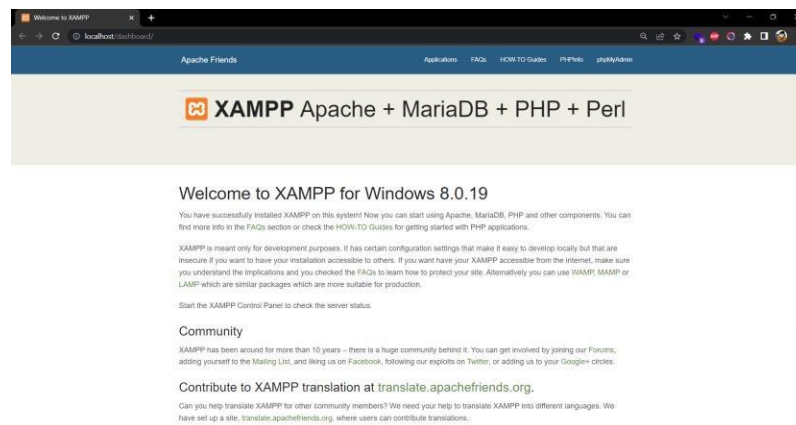 Welcome to XAMPP
localhost/dashboard/
Apache Friends
Applications FAQs HOW-TO Guides PHPInfo phpMyAdmin
XAMPP Apache + MariaDB + PHP + Perl
Welcome to XAMPP for Windows 8.0.19
You have successfully installed XAMPP on this system! Now you can start using Apache, MariaDB, PHP and other components. You can
find more info in the FAQs section or check the HOW-TO Guides for getting started with PHP applications.
XAMPP is meant only for development purposes. It has certain configuration settings that make it easy to develop locally but that are
insecure if you want to have your installation accessible to others. If you want have your XAMPP accessible from the internet, make sure
you understand the implications and you checked the FAQs to learn how to protect your site. Alternatively you can use WAMP, MAMP or
LAMP which are similar packages which are more suitable for production.
Start the XAMPP Control Panel to check the server status.
Community
XAMPP has been around for more than 10 years – there is a huge community behind it. You can get involved by joining our Forums,
adding yourself to the Mailing List, and liking us on Facebook, following our exploits on Twitter, or adding us to your Google+ circles.
Contribute to XAMPP translation at translate.apachefriends.org.
Can you help translate XAMPP for other community members? We need your help to translate XAMPP into different languages. We
have set up a site, translate.apachefriends.org, where users can contribute translations.